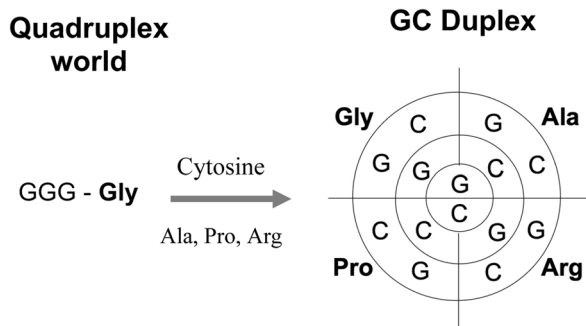 Quadruplex
world
GC Duplex
GGG - Gly
Cytosine
Ala, Pro, Arg
Gly
Ala
C
G
G
G
C
C
G
C
C
C
G
G
Pro
G
C
Arg